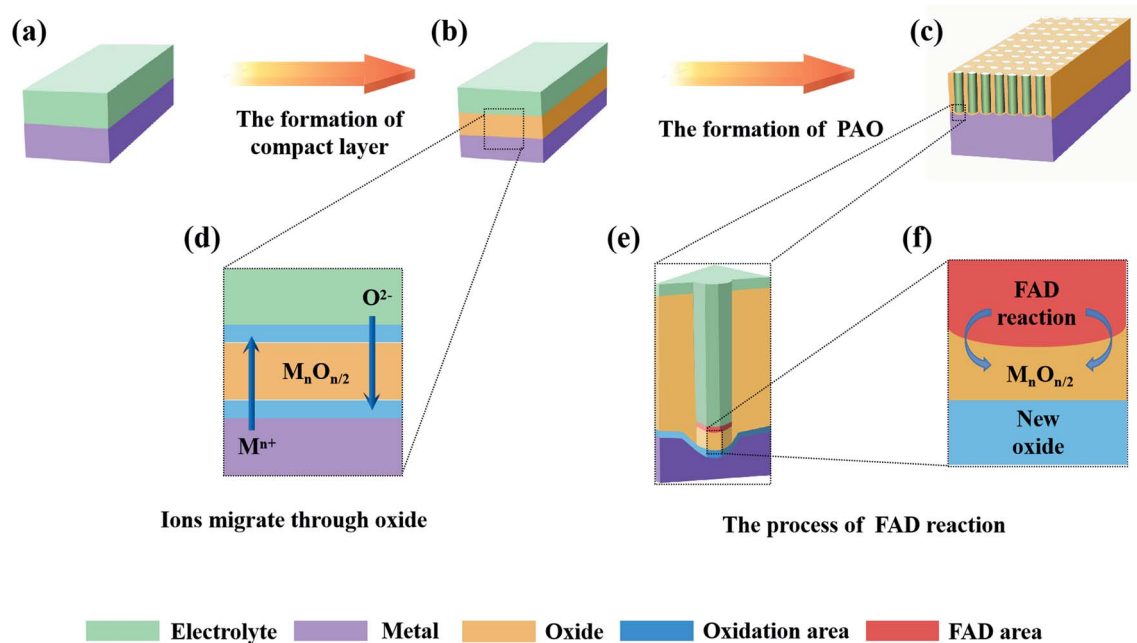 (a)
(b)
(c)
The formation of
compact layer
The formation of PAO
(d)
(e)
(f)
O²⁻
MₙOₙ/₂
Mⁿ⁺
FAD
reaction
MₙOₙ/₂
New
oxide
Ions migrate through oxide
The process of FAD reaction
Electrolyte
Metal
Oxide
Oxidation area
FAD area